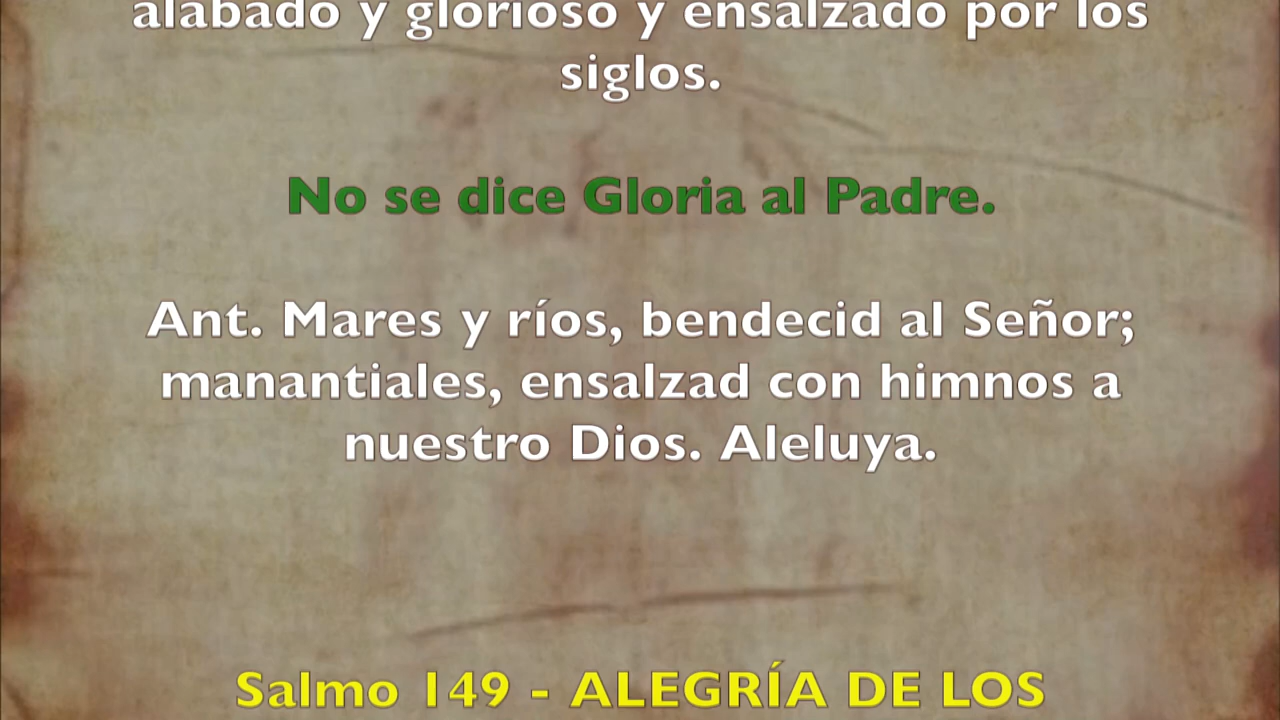 alabado y glorioso y ensalzado por los
siglos.
No se dice Gloria al Padre.
Ant. Mares y ríos, bendecid al Señor;
manantiales, ensalzad con himnos a
nuestro Dios. Aleluya.
Salmo 149 - ALEGRÍA DE LOS